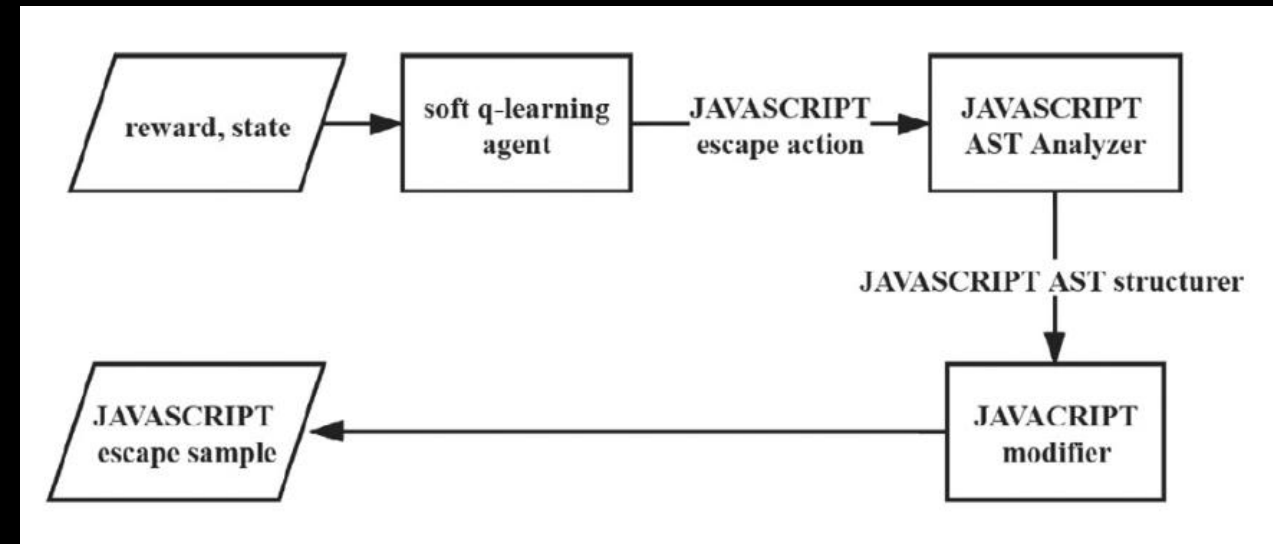 reward, state
soft q-learning
agent
JAVASCRIPT
escape action
JAVASCRIPT
AST Analyzer
JAVASCRIPT AST structurer
JAVACRIPT
modifier
JAVASCRIPT
escape sample